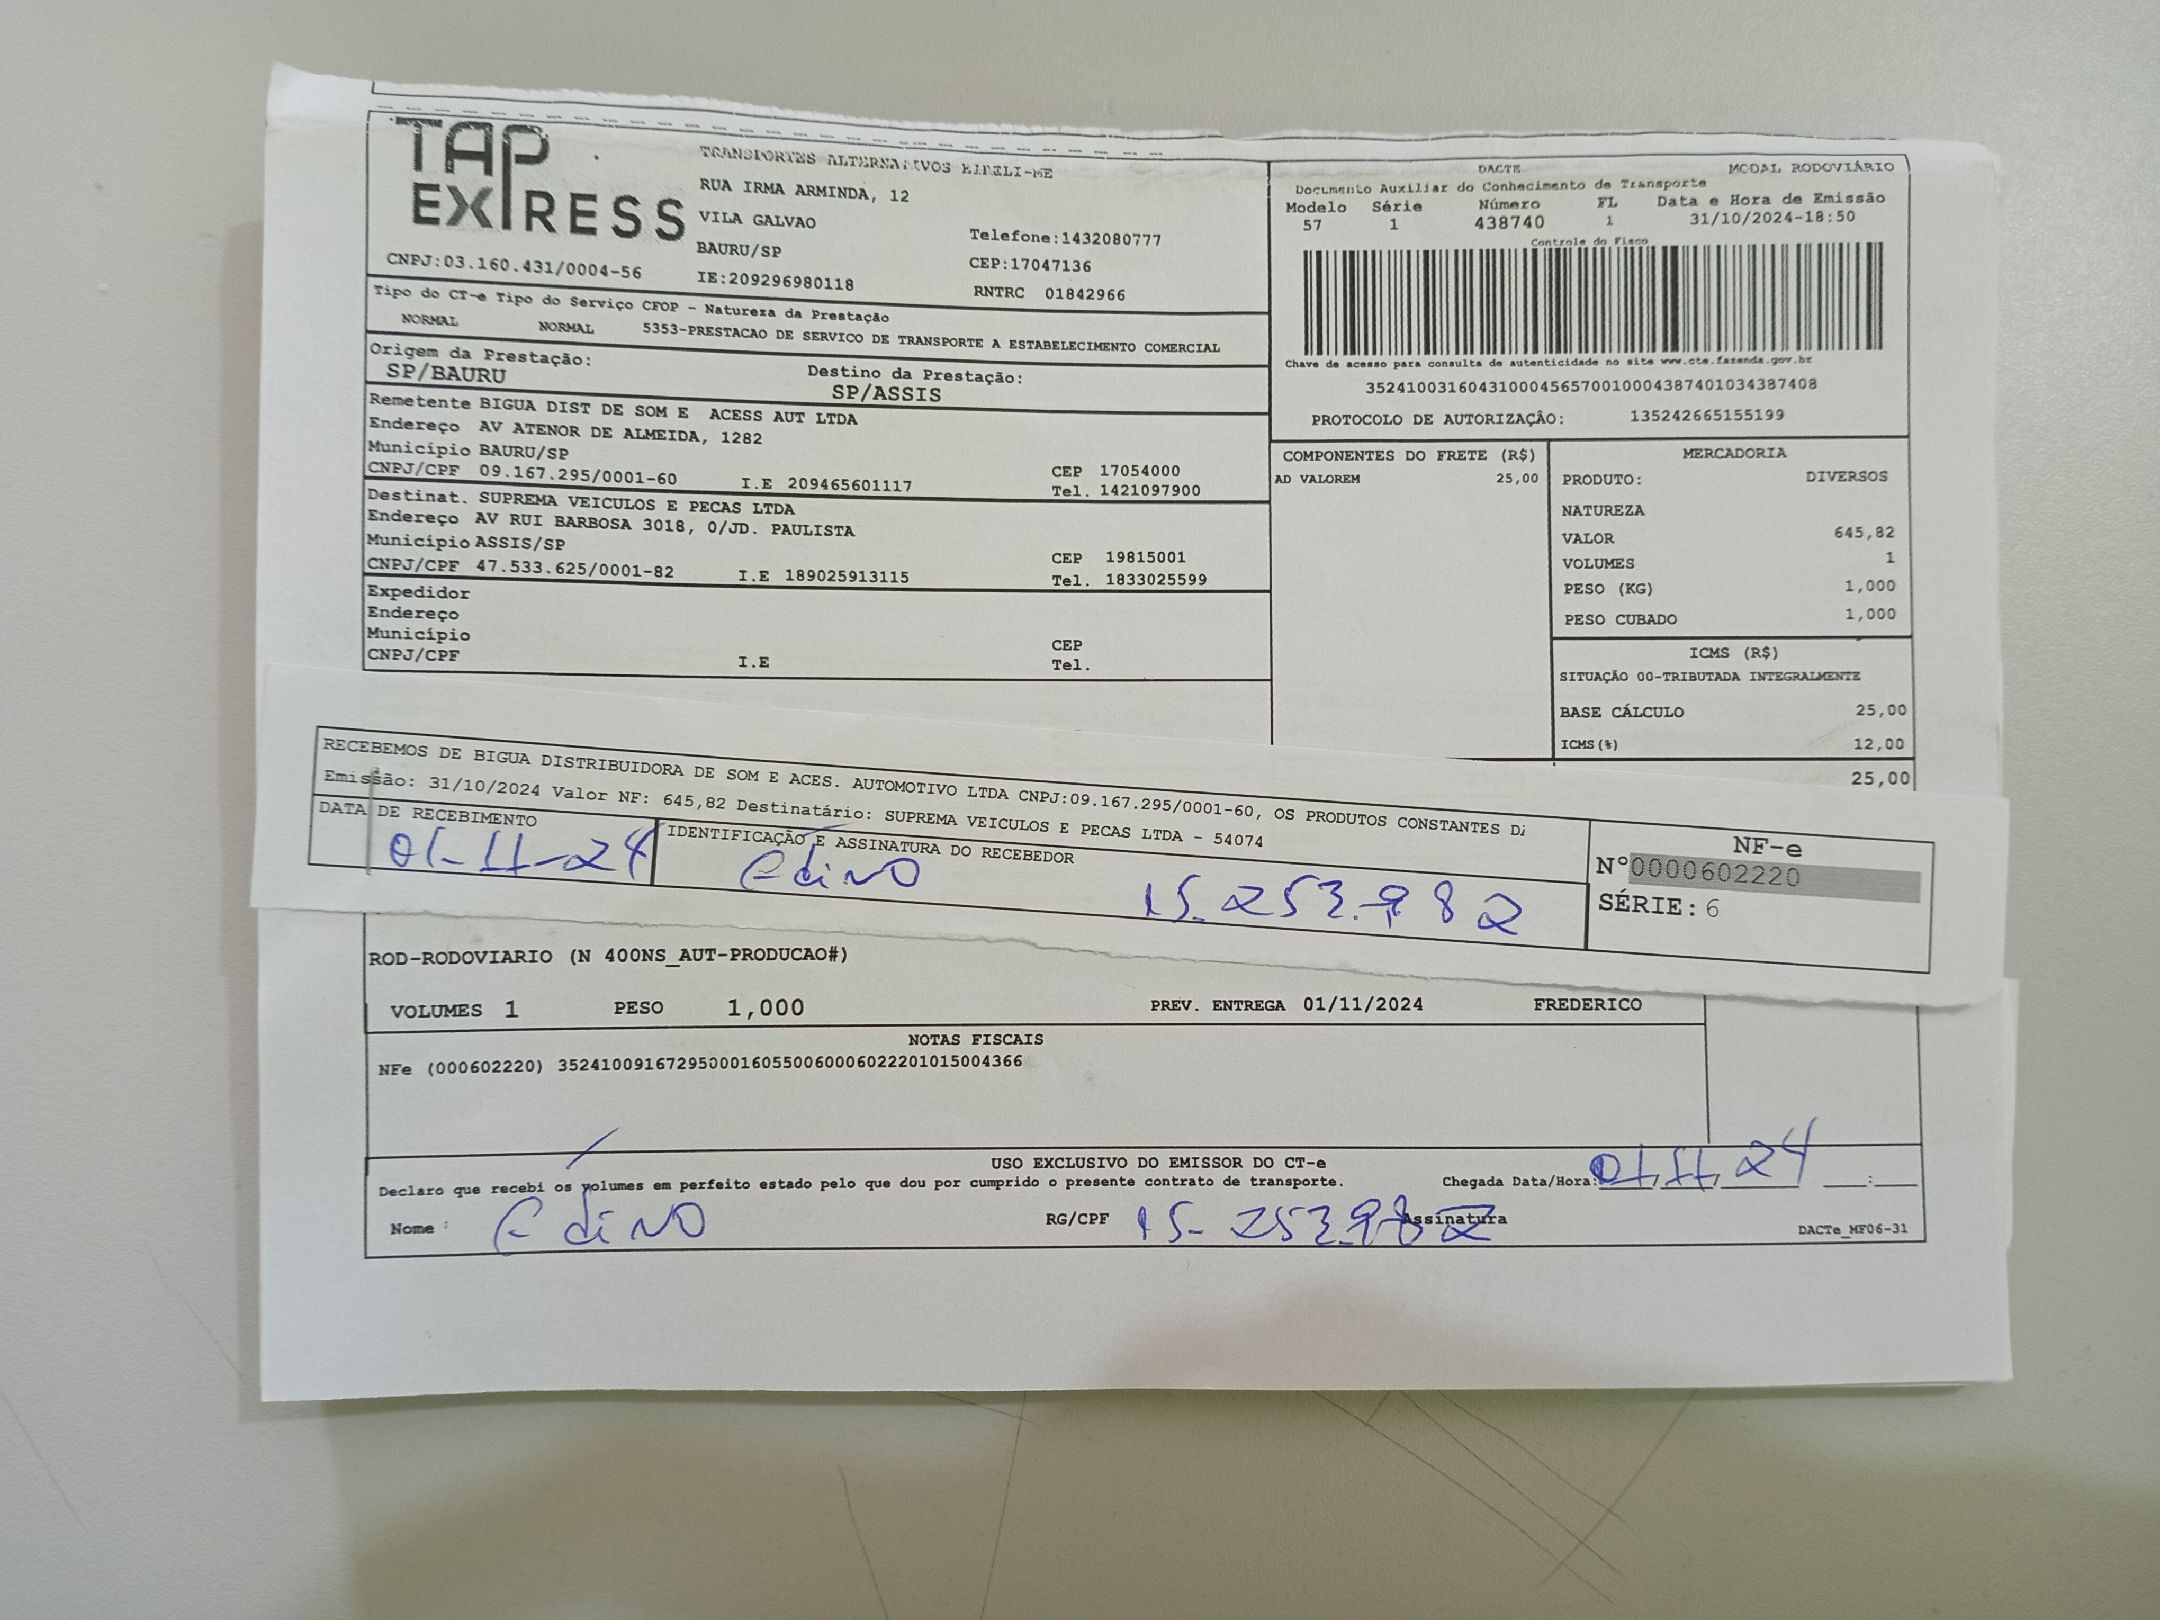 TAP
EXPRESS
TRANSPORTES ALTERNATIVOS EIRELI-ME
RUA IRMA ARMINDA, 12
VILA GALVAO
BAURU/SP Telefone:1432080777
CEP:17047136
CNPJ:03.160.431/0004-56 IE:209296980118 RNTRC 01842966
DACTE MODAL RODOVIÁRIO
Documento Auxiliar do Conhecimento de Transporte
Modelo Série Número FL Data e Hora de Emissão
57 1 438740 1 31/10/2024-18:50
Controle do Fisco
Chave de acesso para consulta de autenticidade no site www.cte.fazenda.gov.br
35241003160431000456570010004387401034387408
PROTOCOLO DE AUTORIZAÇÃO: 135242665155199
Tipo do CT-e Tipo do Serviço CFOP - Natureza da Prestação
NORMAL NORMAL 5353-PRESTACAO DE SERVICO DE TRANSPORTE A ESTABELECIMENTO COMERCIAL
Origem da Prestação: Destino da Prestação:
SP/BAURU SP/ASSIS
Remetente BIGUA DIST DE SOM E ACESS AUT LTDA
Endereço AV ATENOR DE ALMEIDA, 1282
Município BAURU/SP CEP 17054000
CNPJ/CPF 09.167.295/0001-60 I.E 209465601117 Tel. 1421097900
Destinat. SUPREMA VEICULOS E PECAS LTDA
Endereço AV RUI BARBOSA 3018, 0/JD. PAULISTA
Município ASSIS/SP CEP 19815001
CNPJ/CPF 47.533.625/0001-82 I.E 189025913115 Tel. 1833025599
Expedidor
Endereço
Município CEP
CNPJ/CPF I.E Tel.
COMPONENTES DO FRETE (R$)
AD VALOREM 25,00
MERCADORIA
PRODUTO: DIVERSOS
NATUREZA
VALOR 645,82
VOLUMES 1
PESO (KG) 1,000
PESO CUBADO 1,000
ICMS (R$)
SITUAÇÃO 00-TRIBUTADA INTEGRALMENTE
BASE CÁLCULO 25,00
ICMS(%) 12,00
25,00
RECEBEMOS DE BIGUA DISTRIBUIDORA DE SOM E ACES. AUTOMOTIVO LTDA CNPJ:09.167.295/0001-60, OS PRODUTOS CONSTANTES
Emissão: 31/10/2024 Valor NF: 645,82 Destinatário: SUPREMA VEICULOS E PECAS LTDA - 54074
DATA DE RECEBIMENTO IDENTIFICAÇÃO E ASSINATURA DO RECEBEDOR
01-11-24 Edino 15.253.982
NF-e
N°0000602220
SÉRIE: 6
ROD-RODOVIARIO (N 400NS_AUT-PRODUCAO#)
VOLUMES 1 PESO 1,000 PREV. ENTREGA 01/11/2024 FREDERICO
NOTAS FISCAIS
NFe (000602220) 35241009167295000160550060006022201015004366
USO EXCLUSIVO DO EMISSOR DO CT-e
Declaro que recebi os volumes em perfeito estado pelo que dou por cumprido o presente contrato de transporte. Chegada Data/Hora: 01/11/24 __:__
Nome : Edino RG/CPF 15-253.982 Assinatura DACTe_MF06-31